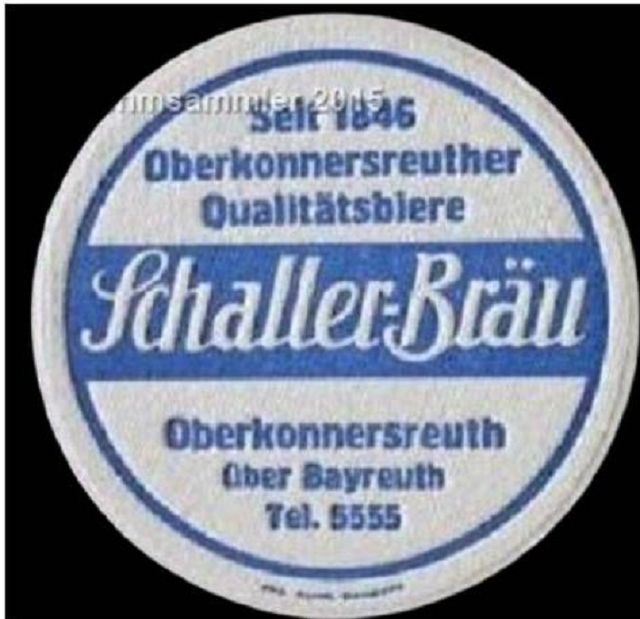 Seit 1846
Oberkonnersreuther
Qualitätsbiere
Schaller-Bräu
Oberkonnersreuth
über Bayreuth
Tel. 5555